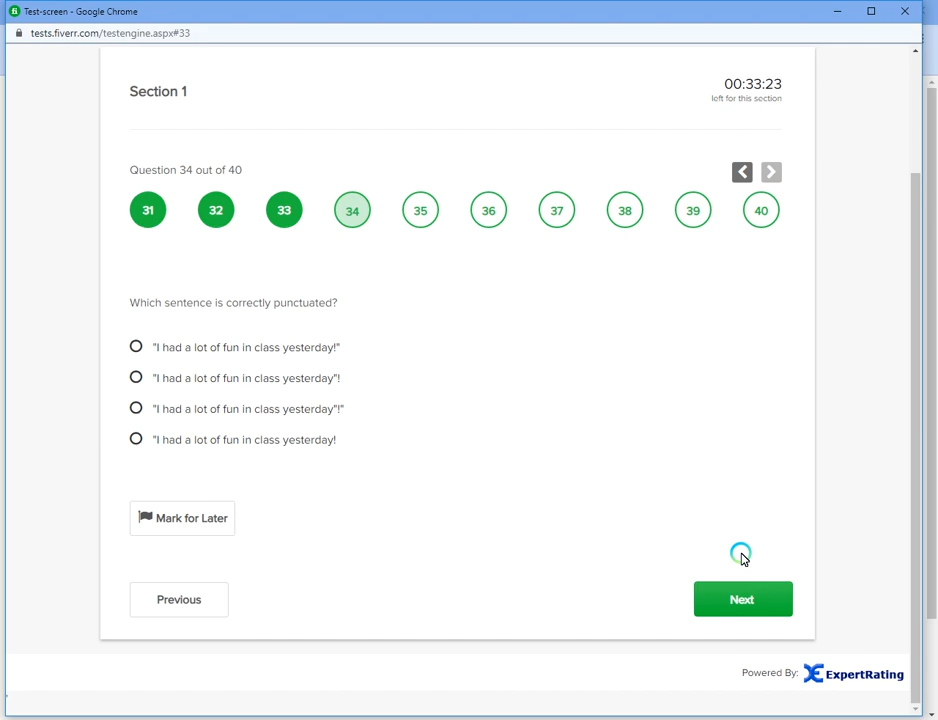 Test-screen - Google Chrome
tests.fiverr.com/testengine.aspx#33
Section 1
00:33:23
left for this section
Question 34 out of 40
31 32 33 34 35 36 37 38 39 40
Which sentence is correctly punctuated?
"I had a lot of fun in class yesterday!"
"I had a lot of fun in class yesterday"!
"I had a lot of fun in class yesterday"!"
"I had a lot of fun in class yesterday!
Mark for Later
Previous
Next
Powered By: ExpertRating